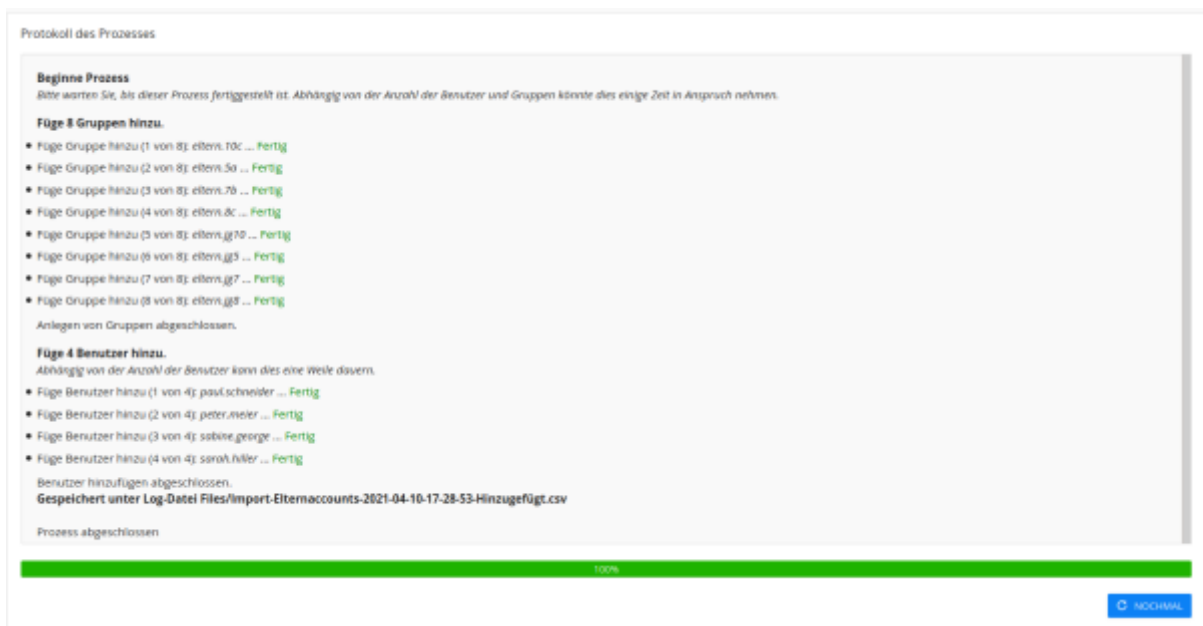 Protokoll des Prozesses
Beginne Prozess
Bitte warten Sie, bis dieser Prozess fertiggestellt ist. Abhängig von der Anzahl der Benutzer und Gruppen könnte dies einige Zeit in Anspruch nehmen.
Füge 8 Gruppen hinzu.
• Füge Gruppe hinzu (1 von 8): eltern.10c ... Fertig
• Füge Gruppe hinzu (2 von 8): eltern.5a ... Fertig
• Füge Gruppe hinzu (3 von 8): eltern.7b ... Fertig
• Füge Gruppe hinzu (4 von 8): eltern.8c ... Fertig
• Füge Gruppe hinzu (5 von 8): eltern.jg10 ... Fertig
• Füge Gruppe hinzu (6 von 8): eltern.jg5 ... Fertig
• Füge Gruppe hinzu (7 von 8): eltern.jg7 ... Fertig
• Füge Gruppe hinzu (8 von 8): eltern.jg8 ... Fertig
Anlegen von Gruppen abgeschlossen.
Füge 4 Benutzer hinzu.
Abhängig von der Anzahl der Benutzer kann dies eine Weile dauern.
• Füge Benutzer hinzu (1 von 4): paul.schneider ... Fertig
• Füge Benutzer hinzu (2 von 4): peter.meier ... Fertig
• Füge Benutzer hinzu (3 von 4): sabine.george ... Fertig
• Füge Benutzer hinzu (4 von 4): sarah.hiller ... Fertig
Benutzer hinzufügen abgeschlossen.
Gespeichert unter Log-Datei Files/Import-Elternaccounts-2021-04-10-17-28-53-Hinzugefügt.csv
Prozess abgeschlossen
100%
NOCHMAL